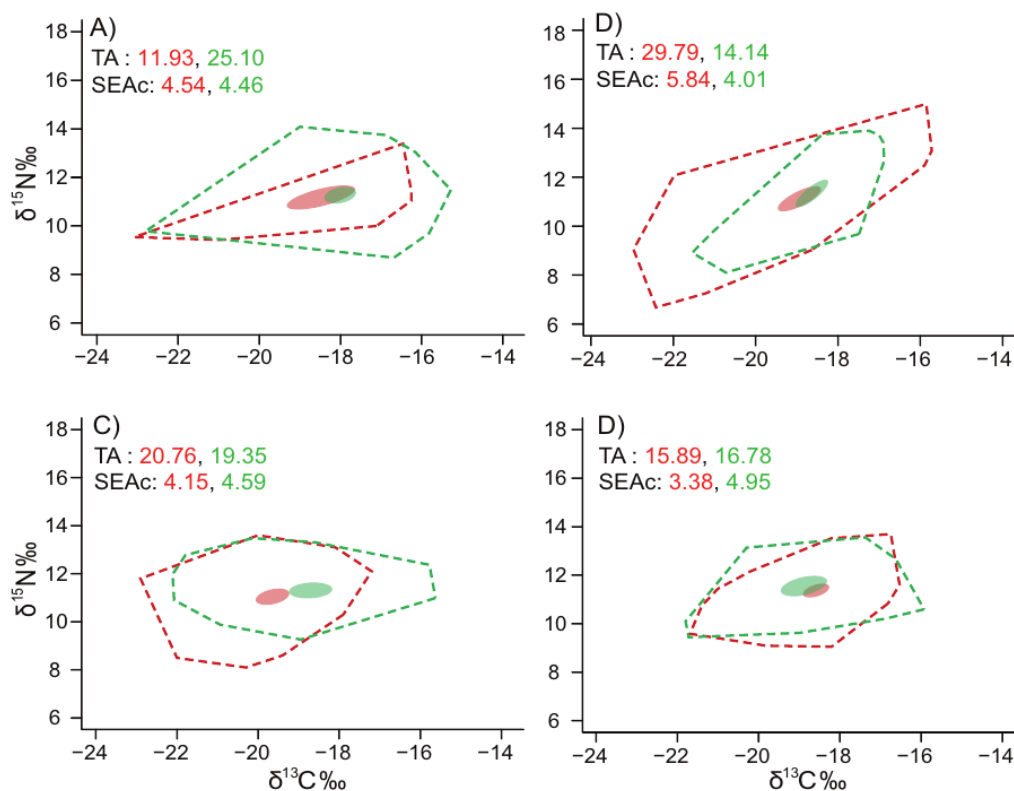 A)
TA : 11.93, 25.10
SEAc: 4.54, 4.46
18
16
14
12
10
8
6
δ¹⁵N‰
−24 −22 −20 −18 −16 −14
D)
TA : 29.79, 14.14
SEAc: 5.84, 4.01
18
16
14
12
10
8
6
−24 −22 −20 −18 −16 −14
C)
TA : 20.76, 19.35
SEAc: 4.15, 4.59
18
16
14
12
10
8
6
δ¹⁵N‰
−24 −22 −20 −18 −16 −14
δ¹³C‰
D)
TA : 15.89, 16.78
SEAc: 3.38, 4.95
18
16
14
12
10
8
6
−24 −22 −20 −18 −16 −14
δ¹³C‰